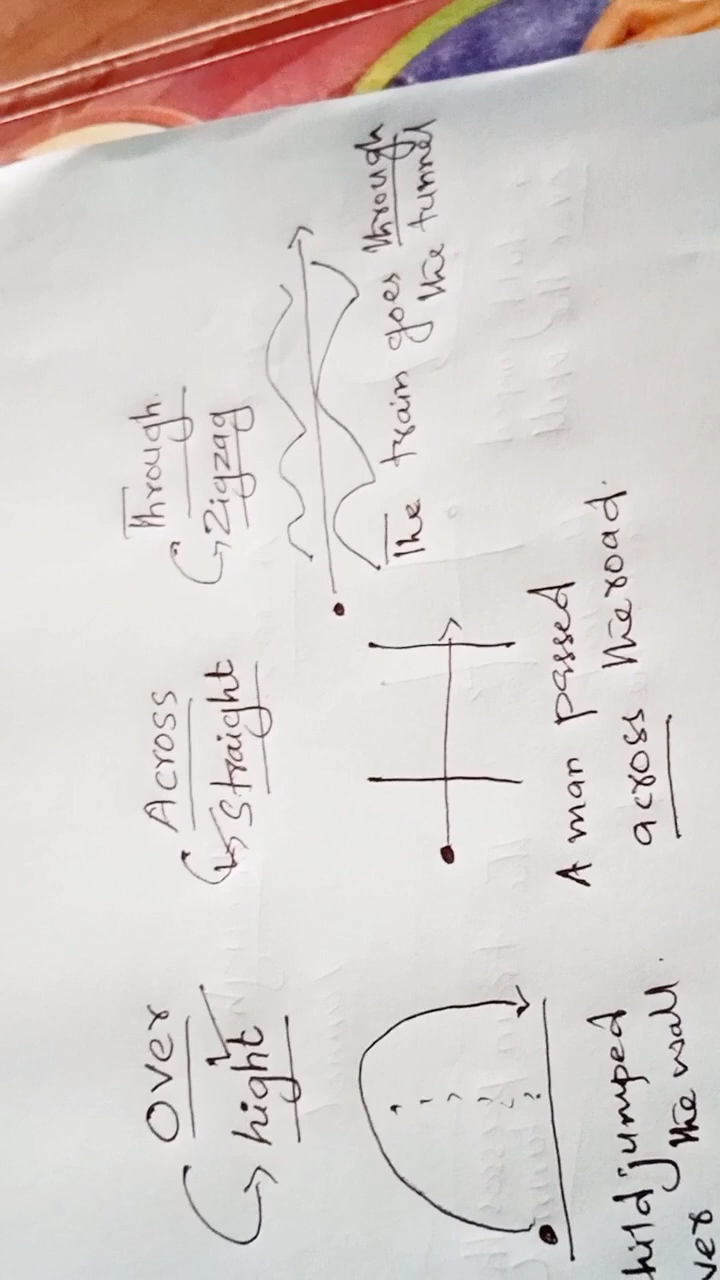 Over
hight
hild jumped
ver the wall.
Across
Straight
A man passed
across the road.
Through.
Zigzag
The train goes through
the tunnel